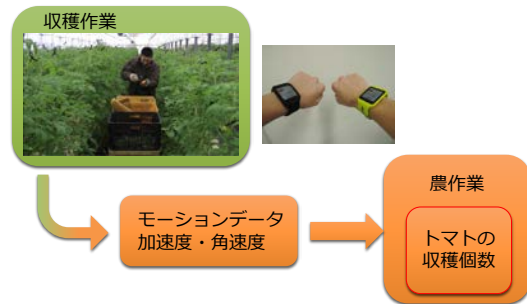 収穫作業
モーションデータ
加速度・角速度
農作業
トマトの
収穫個数